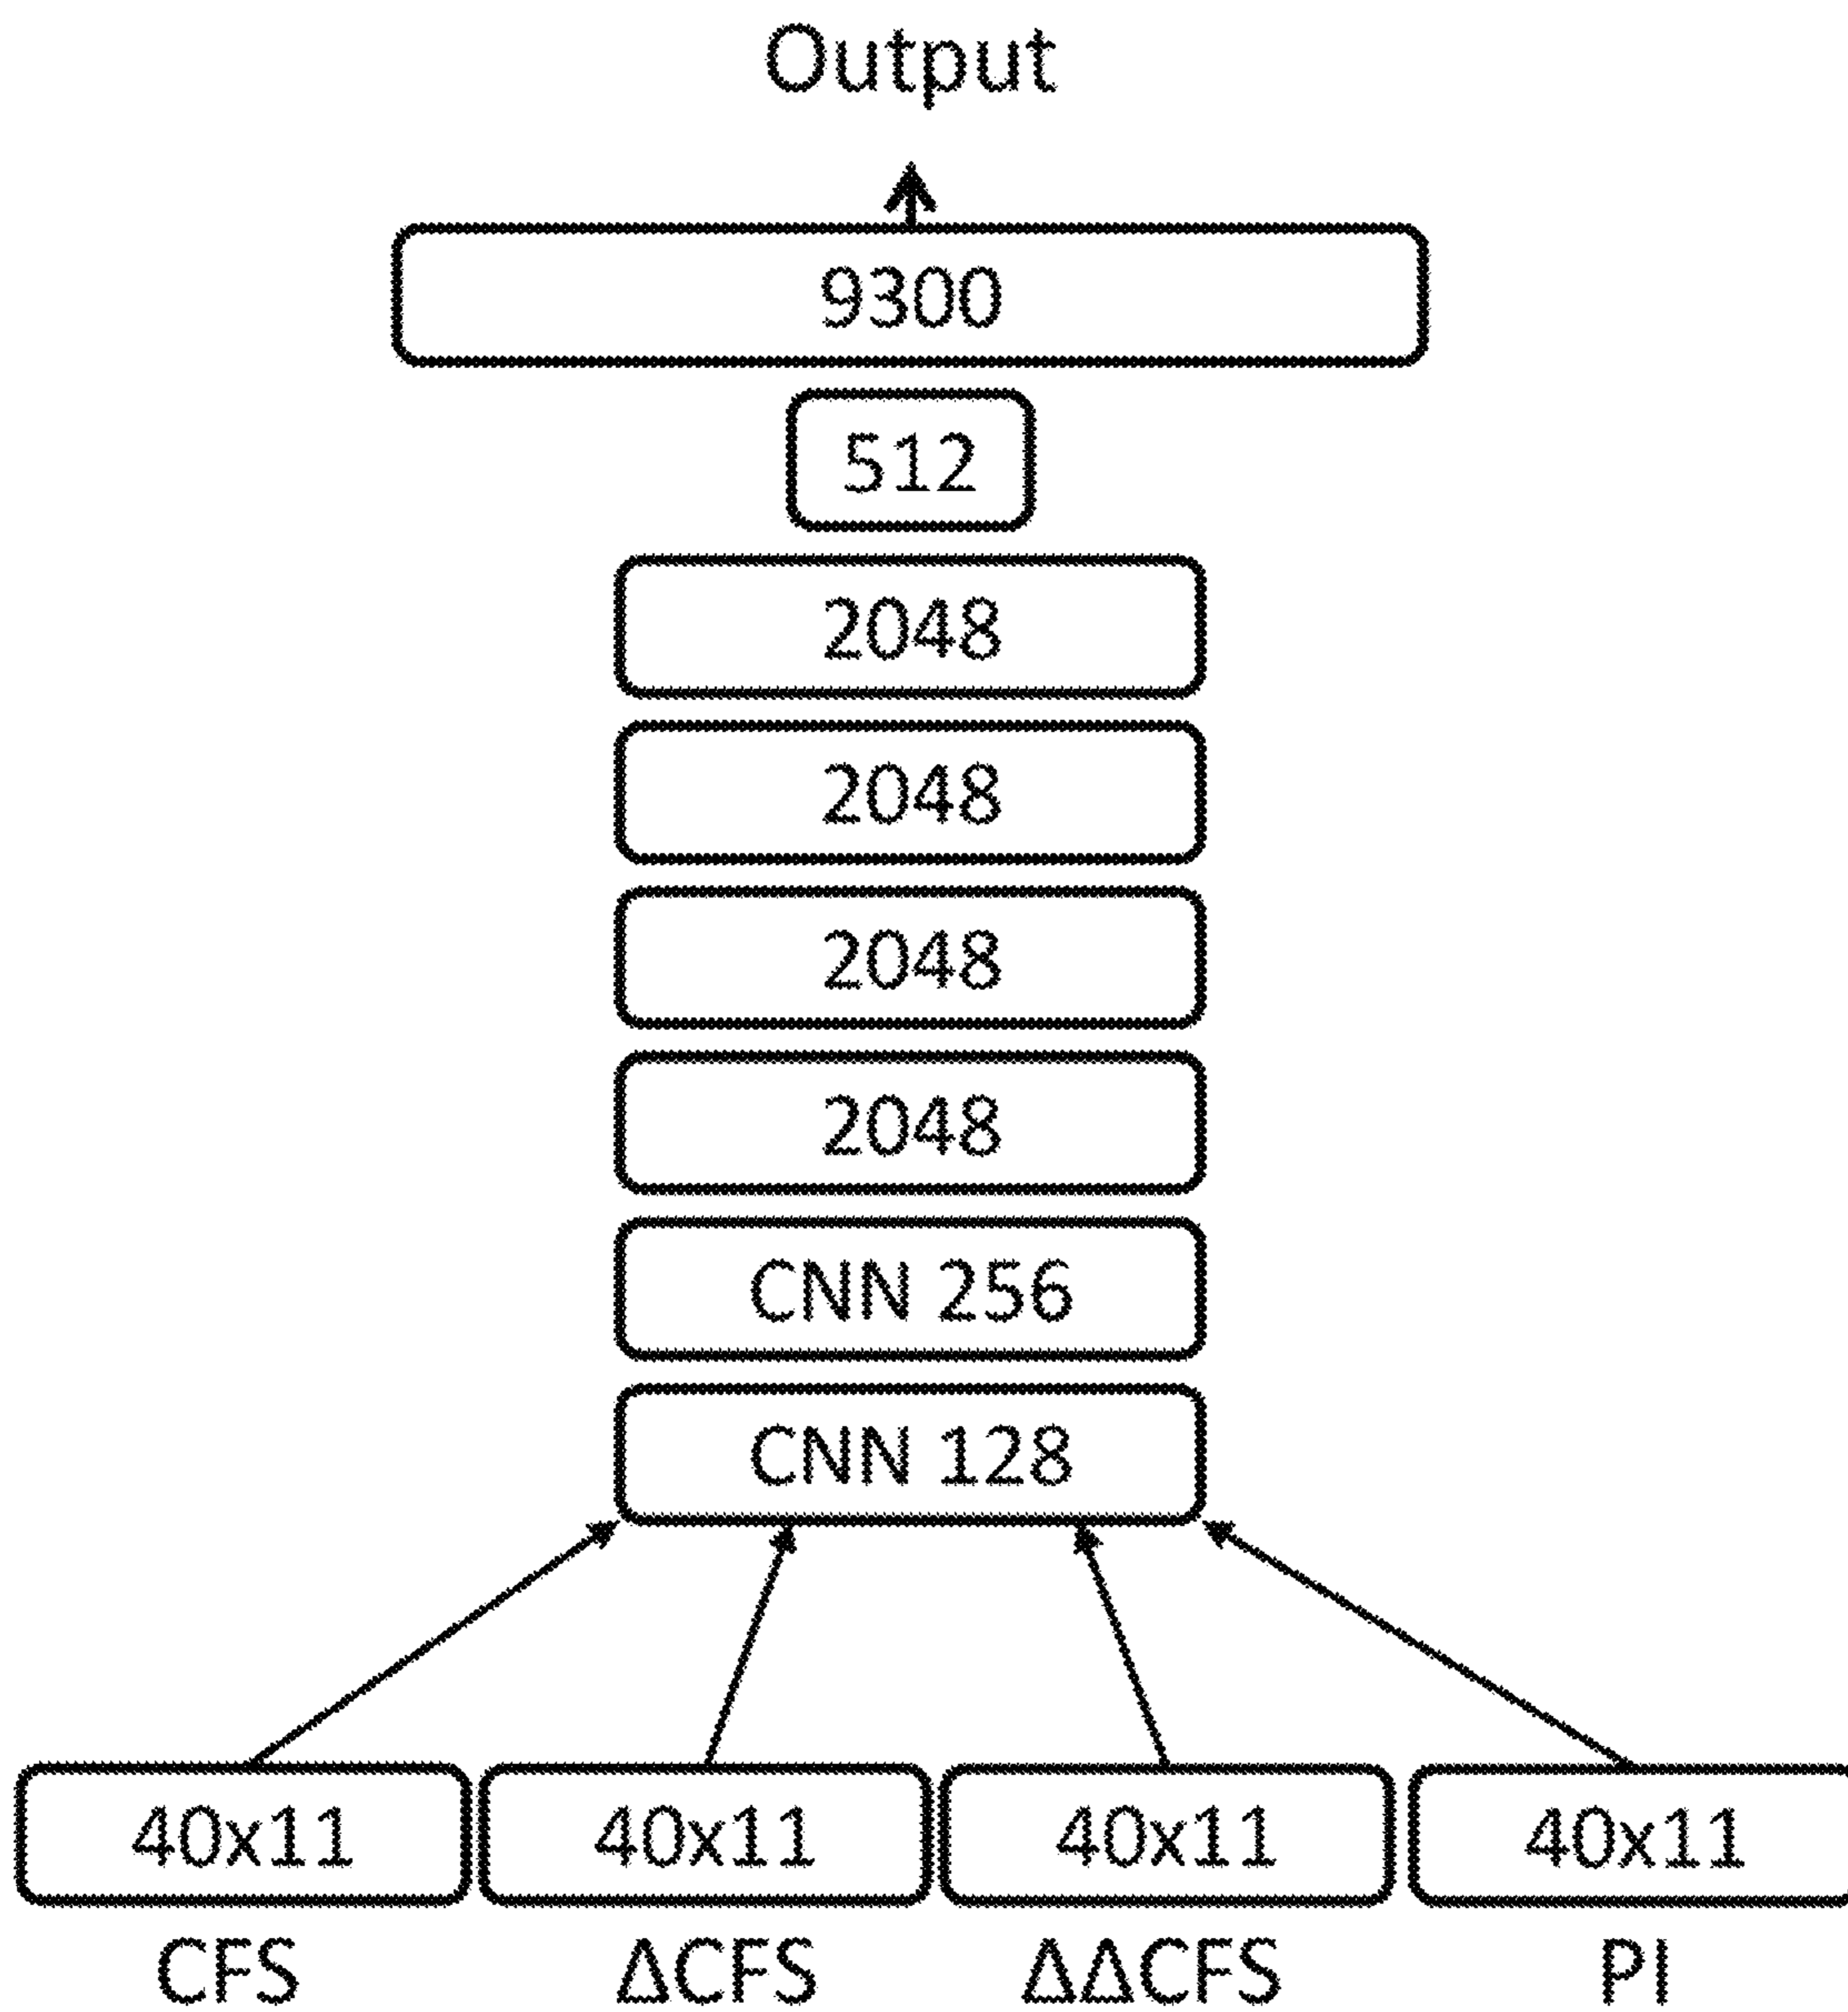 Output
9300
512
2048
2048
2048
2048
CNN 256
CNN 128
40x11 40x11 40x11 40x11
CFS ΔCFS ΔΔCFS PI